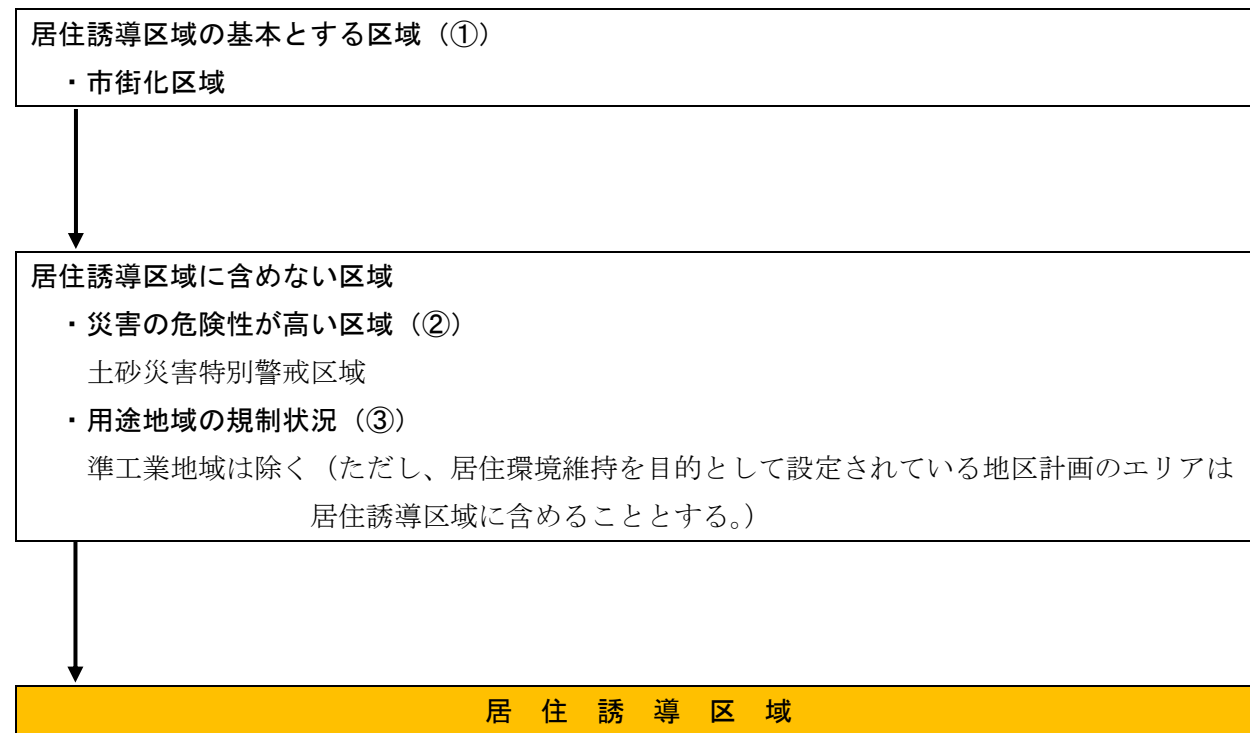 居住誘導区域の基本とする区域（①）
・市街化区域
居住誘導区域に含めない区域
・災害の危険性が高い区域（②）
土砂災害特別警戒区域
・用途地域の規制状況（③）
準工業地域は除く（ただし、居住環境維持を目的として設定されている地区計画のエリアは
居住誘導区域に含めることとする。）
居 住 誘 導 区 域